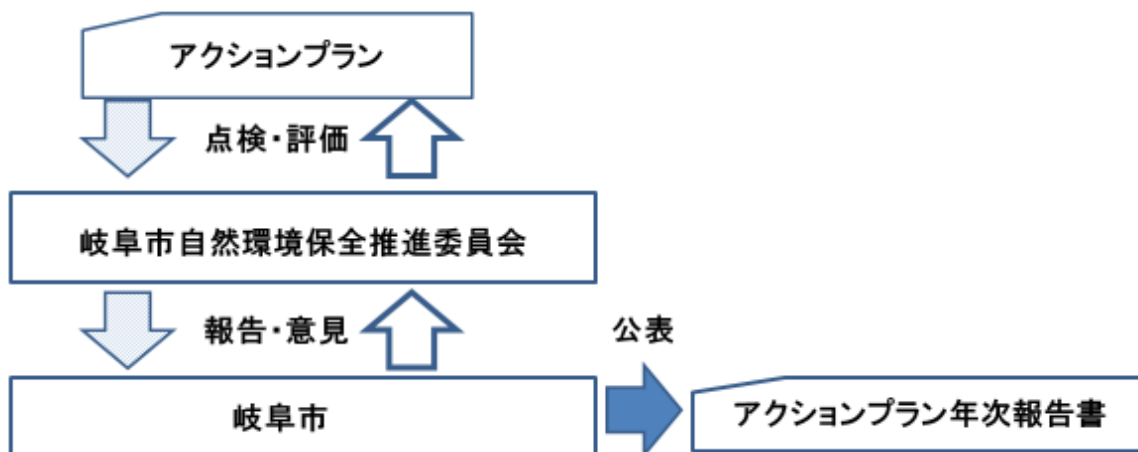 アクションプラン
点検・評価
岐阜市自然環境保全推進委員会
報告・意見
公表
岐阜市
アクションプラン年次報告書